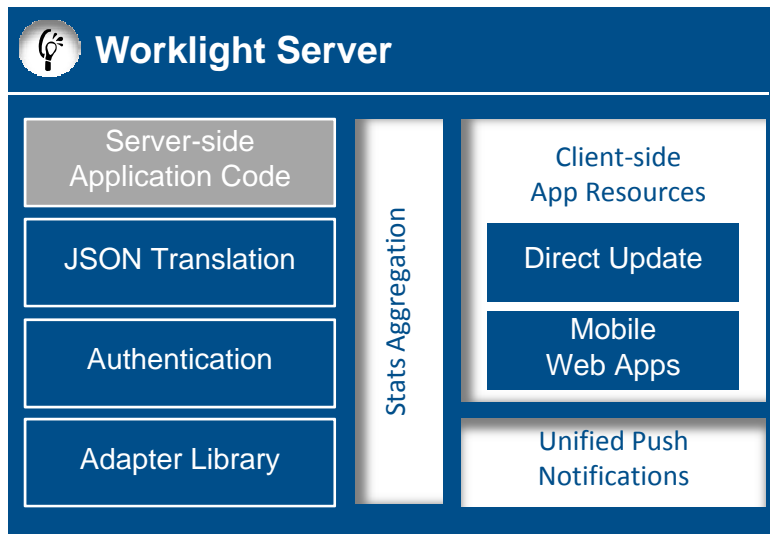 Worklight Server
Server-side
Application Code
JSON Translation
Authentication
Adapter Library
Stats Aggregation
Client-side
App Resources
Direct Update
Mobile
Web Apps
Unified Push
Notifications